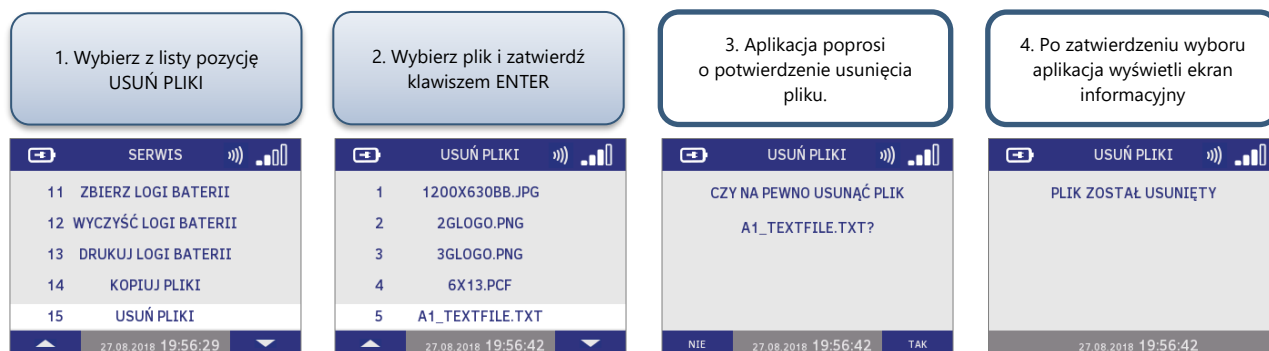 1. Wybierz z listy pozycję
USUŃ PLIKI
2. Wybierz plik i zatwierdź
klawiszem ENTER
3. Aplikacja poprosi
o potwierdzenie usunięcia
pliku.
4. Po zatwierdzeniu wyboru
aplikacja wyświetli ekran
informacyjny
SERWIS
11 ZBIERZ LOGI BATERII
12 WYCZYŚĆ LOGI BATERII
13 DRUKUJ LOGI BATERII
14 KOPIUJ PLIKI
15 USUŃ PLIKI
27.08.2018 19:56:29
USUŃ PLIKI
1 1200X630BB.JPG
2 2GLOGO.PNG
3 3GLOGO.PNG
4 6X13.PCF
5 A1_TEXTFILE.TXT
27.08.2018 19:56:42
USUŃ PLIKI
CZY NA PEWNO USUNĄĆ PLIK
A1_TEXTFILE.TXT?
NIE 27.08.2018 19:56:42 TAK
USUŃ PLIKI
PLIK ZOSTAŁ USUNIĘTY
27.08.2018 19:56:42